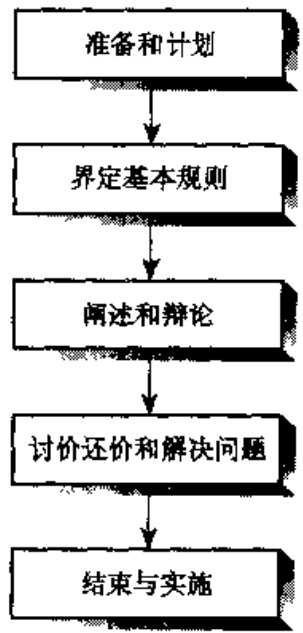 准备和计划
界定基本规则
阐述和辩论
讨价还价和解决问题
结束与实施